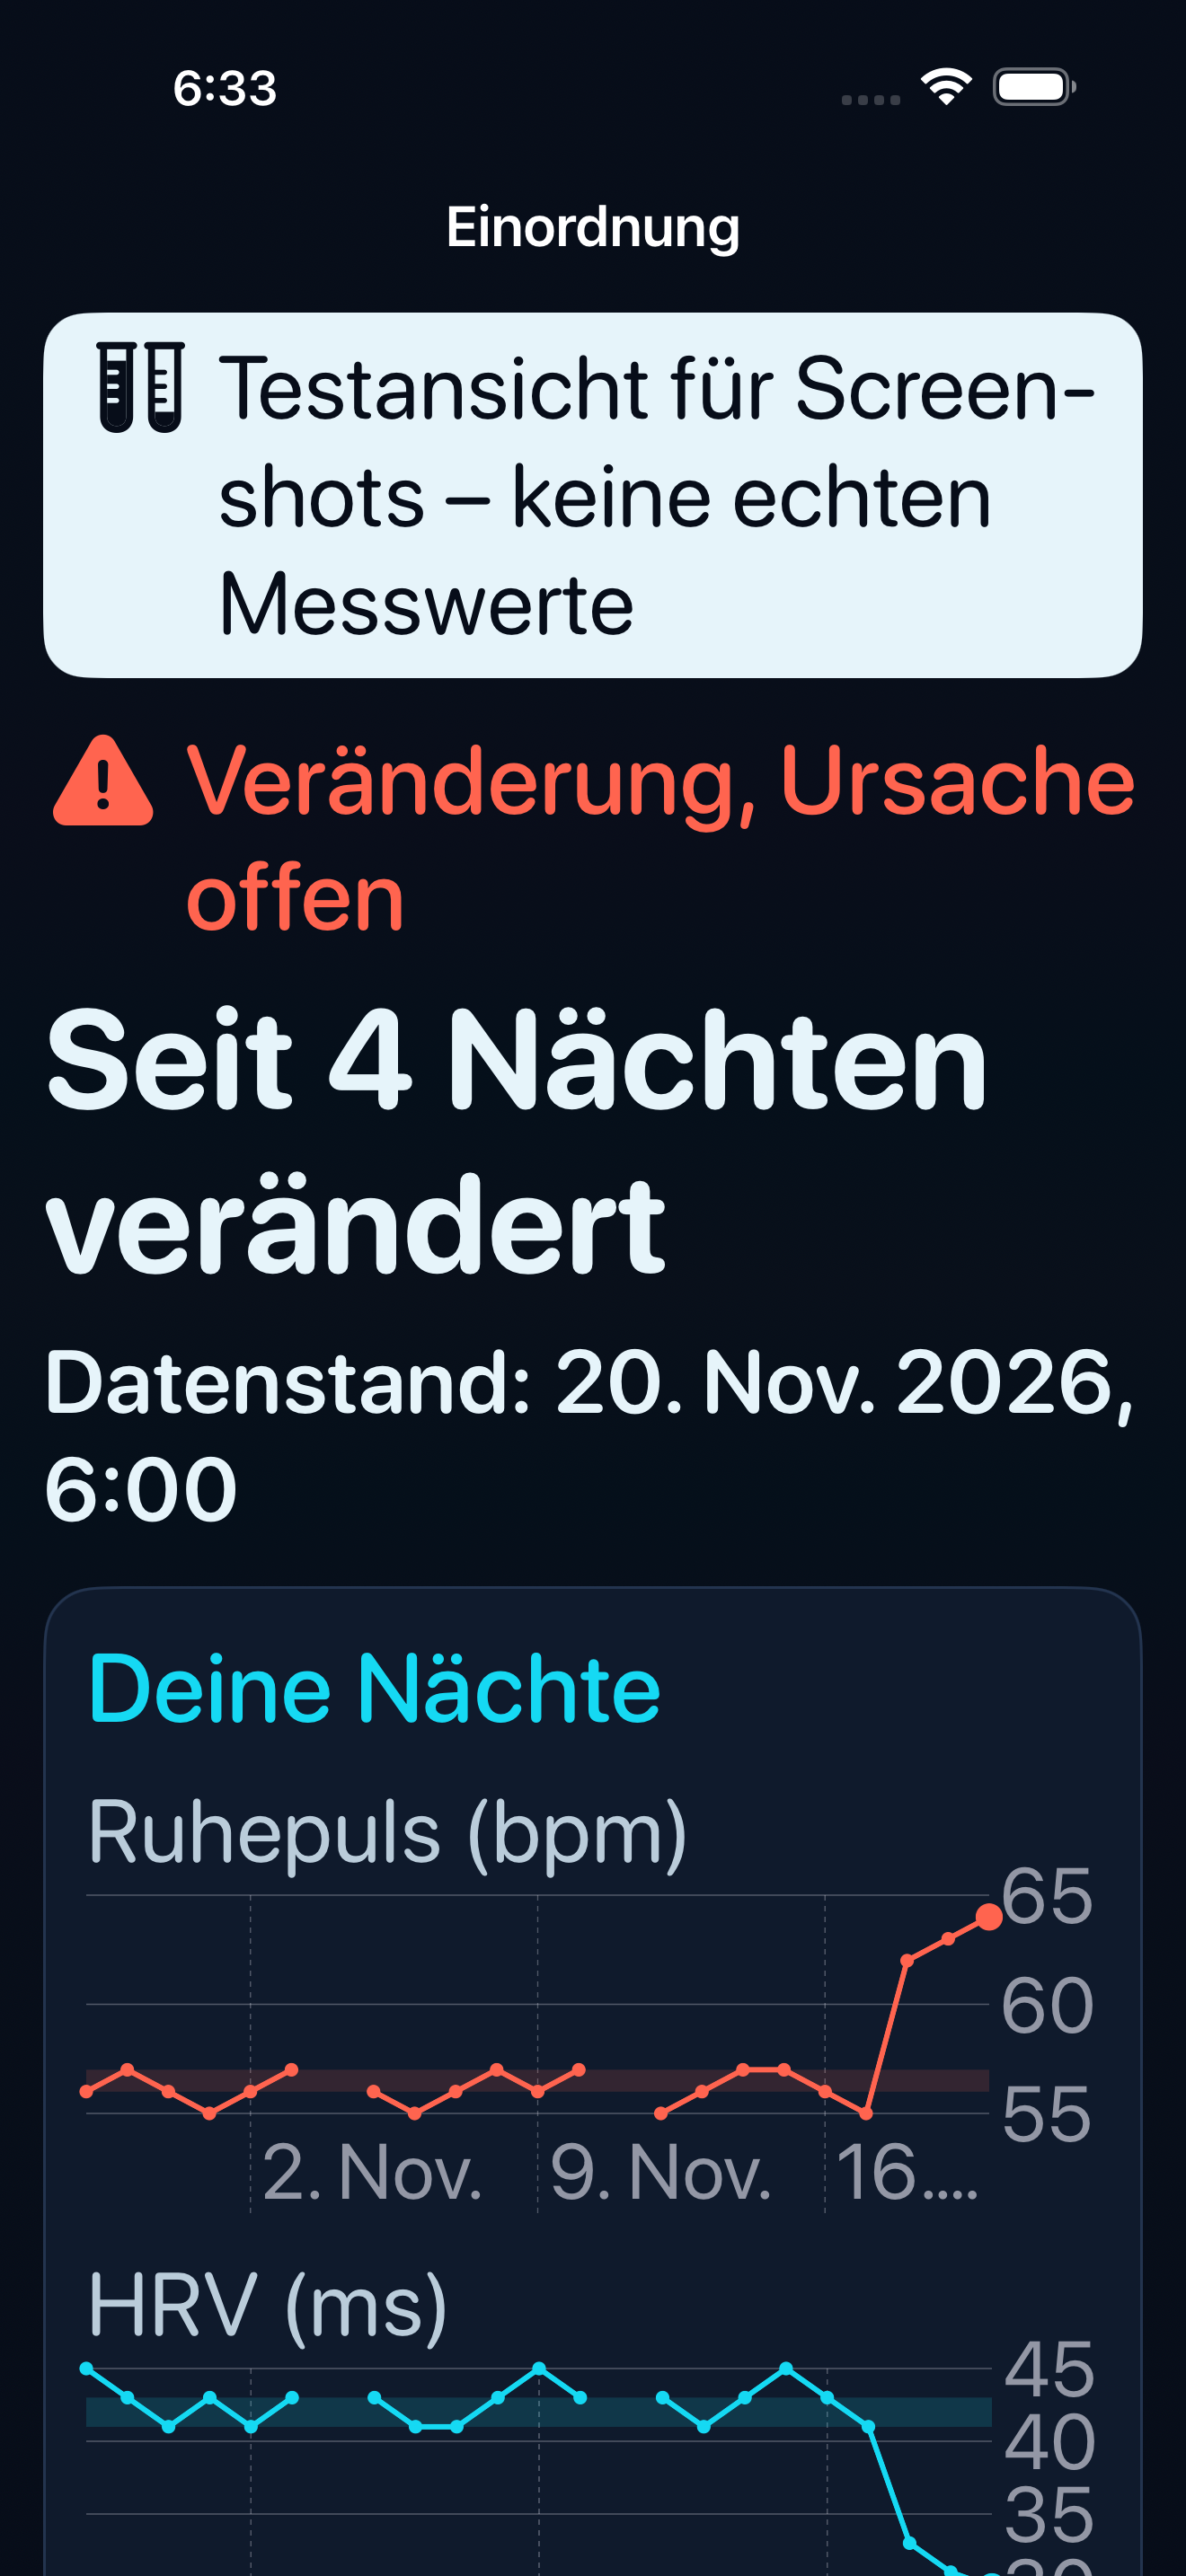 6:33
Einordnung
Testansicht für Screen-
shots – keine echten
Messwerte
Veränderung, Ursache
offen
Seit 4 Nächten
verändert
Datenstand: 20. Nov. 2026,
6:00
Deine Nächte
Ruhepuls (bpm)
65
60
55
2. Nov.
9. Nov.
16....
HRV (ms)
45
40
35